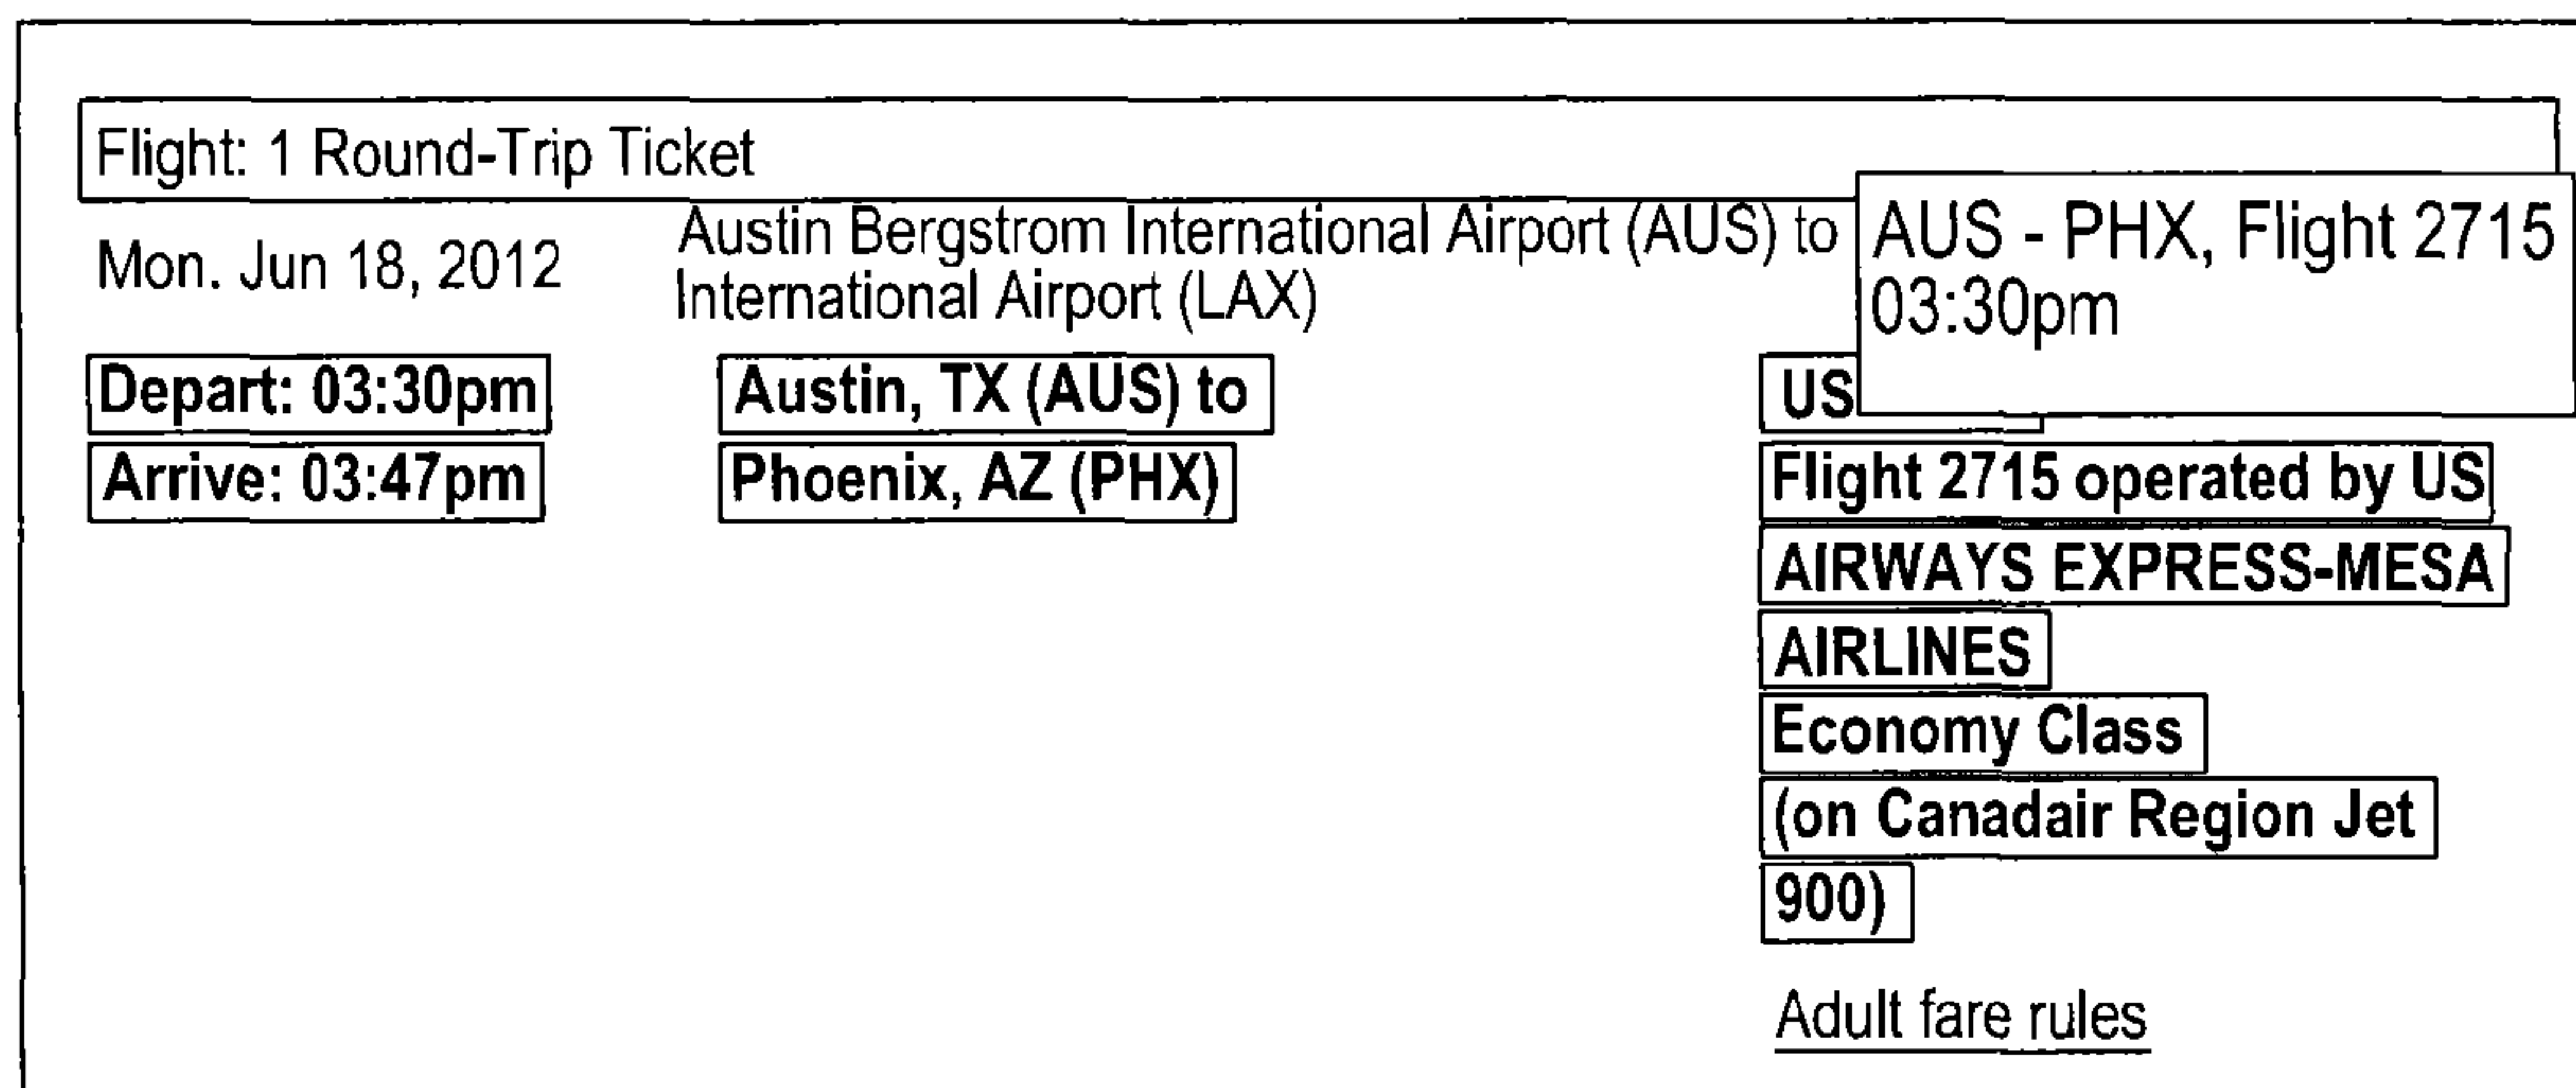 Flight: 1 Round-Trip Ticket
Mon. Jun 18, 2012
Austin Bergstrom International Airport (AUS) to
International Airport (LAX)
AUS - PHX, Flight 2715
03:30pm
Depart: 03:30pm
Austin, TX (AUS) to
US
Arrive: 03:47pm
Phoenix, AZ (PHX)
Flight 2715 operated by US
AIRWAYS EXPRESS-MESA
AIRLINES
Economy Class
(on Canadair Region Jet
900)
Adult fare rules